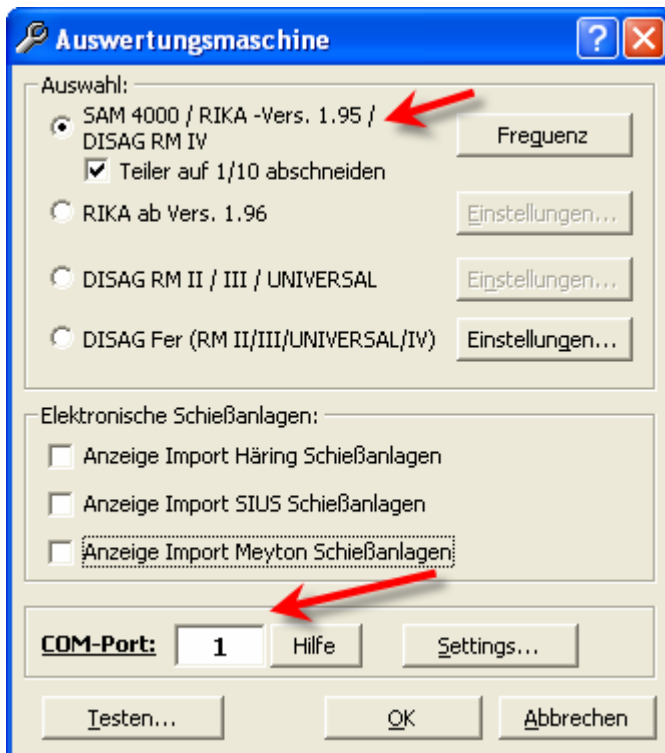 Auswertungsmaschine
Auswahl:
SAM 4000 / RIKA -Vers. 1.95 /
DISAG RM IV
Frequenz
Teiler auf 1/10 abschneiden
RIKA ab Vers. 1.96
Einstellungen...
DISAG RM II / III / UNIVERSAL
Einstellungen...
DISAG Fer (RM II/III/UNIVERSAL/IV)
Einstellungen...
Elektronische Schießanlagen:
Anzeige Import Häring Schießanlagen
Anzeige Import SIUS Schießanlagen
Anzeige Import Meyton Schießanlagen
COM-Port:
1
Hilfe
Settings...
Testen...
OK
Abbrechen